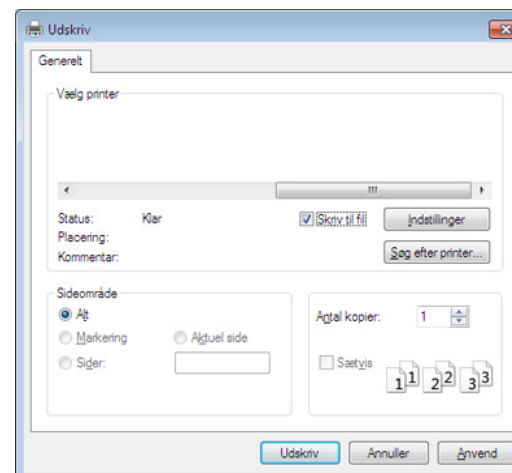 Udskriv
Generelt
Vælg printer
Status: Klar
Skriv til fil
Indstillinger
Placering:
Kommentar:
Søg efter printer...
Sideområde
Alt
Markering
Aktuel side
Sider:
Antal kopier: 1
Sætvis
1 1 2 2 3 3
Udskriv Annuller Anvend